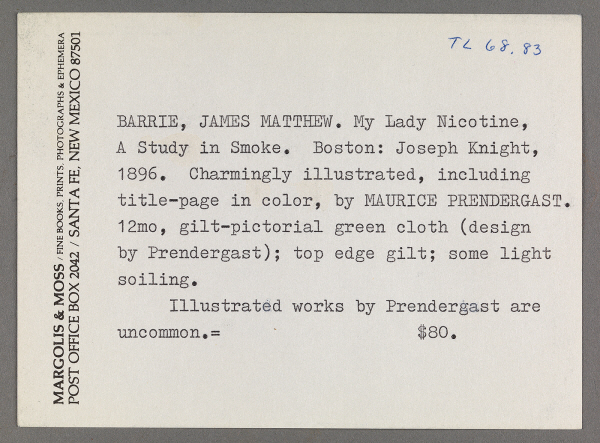 TL 68.83
MARGOLIS & MOSS / FINE BOOKS, PRINTS, PHOTOGRAPHS & EPHEMERA
POST OFFICE BOX 2042 / SANTA FE, NEW MEXICO 87501
BARRIE, JAMES MATTHEW. My Lady Nicotine,
A Study in Smoke. Boston: Joseph Knight,
1896. Charmingly illustrated, including
title-page in color, by MAURICE PRENDERGAST.
12mo, gilt-pictorial green cloth (design
by Prendergast); top edge gilt; some light
soiling.
Illustrated works by Prendergast are
uncommon.= $80.